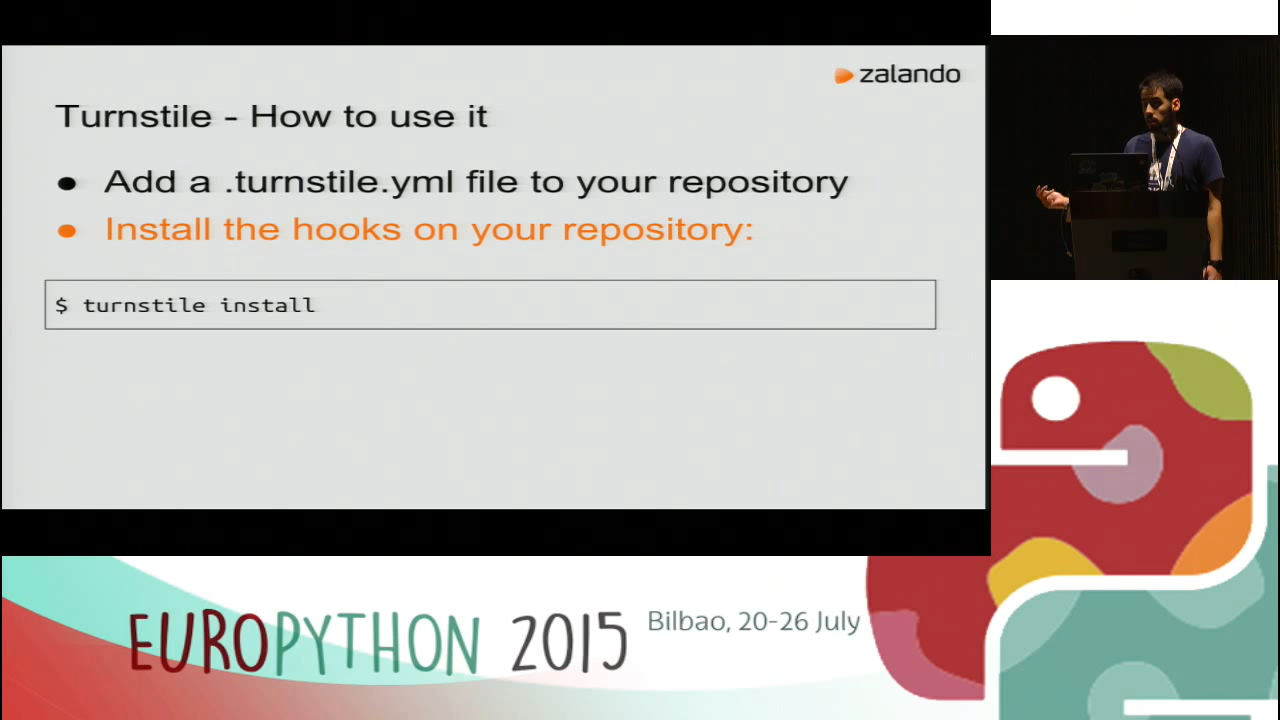 zalando
Turnstile - How to use it
● Add a .turnstile.yml file to your repository
● Install the hooks on your repository:
$ turnstile install
EUROPYTHON 2015
Bilbao, 20-26 July